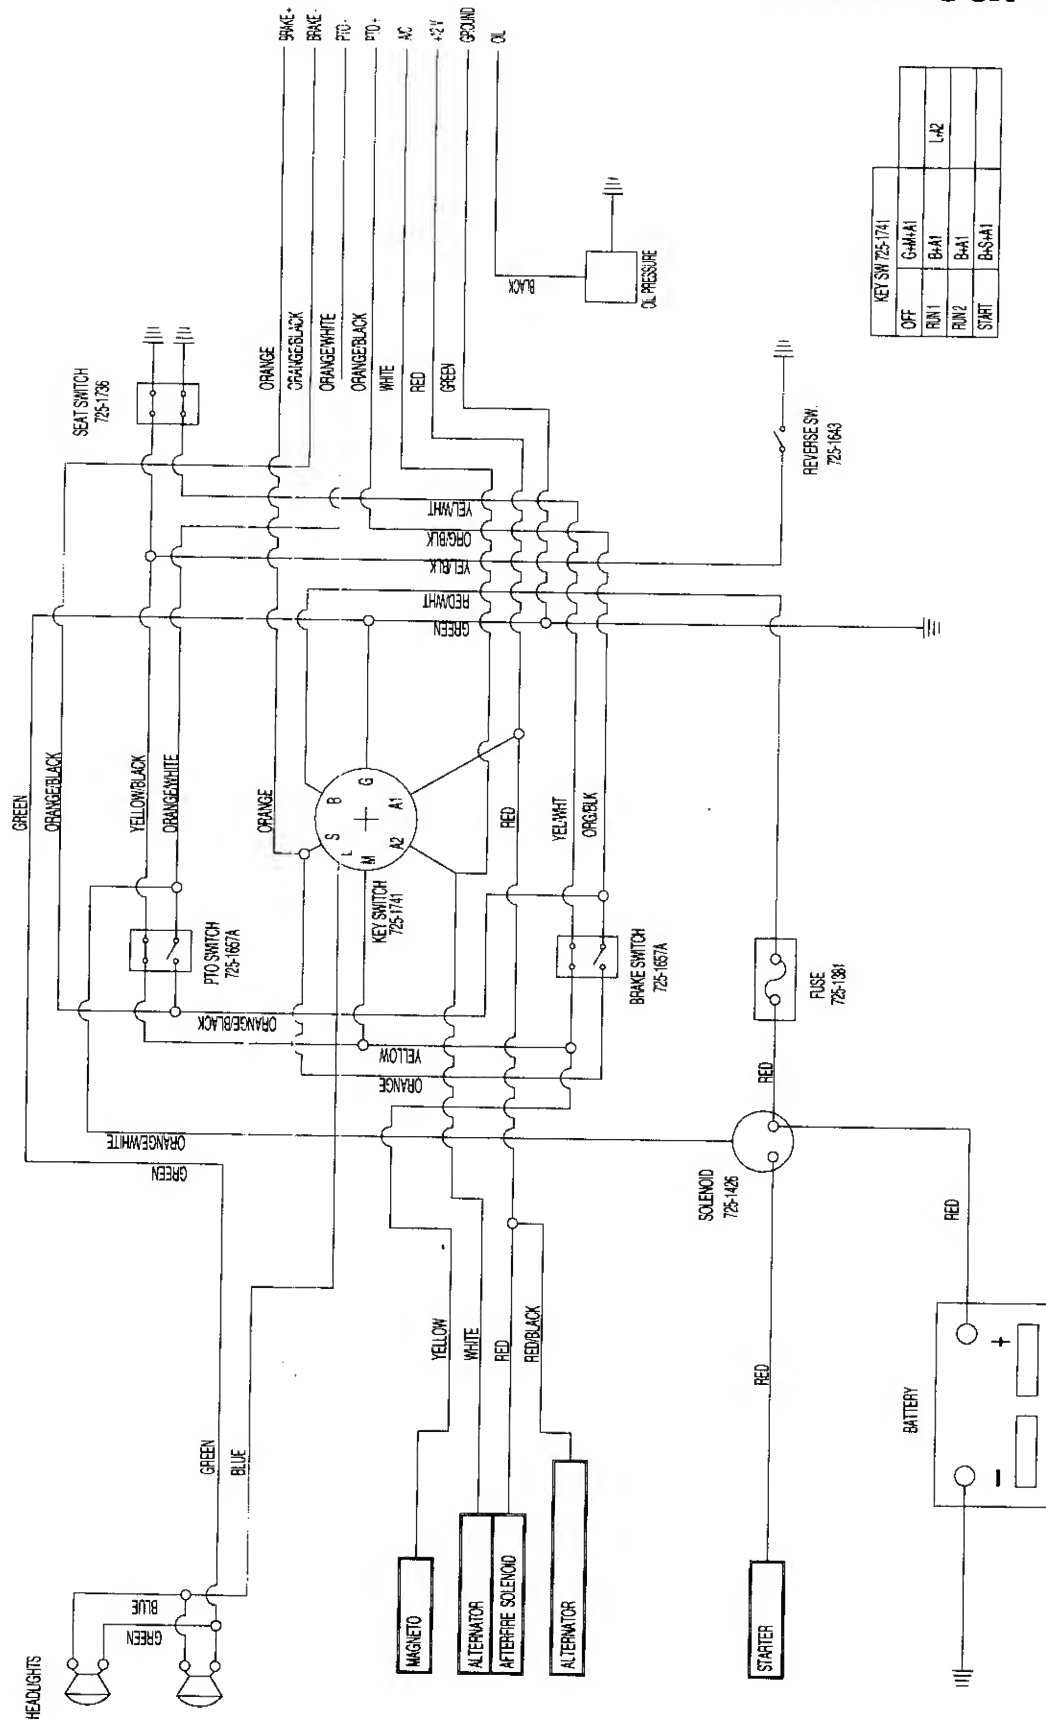 BRAKE+
BRAKE-
PTO-
PTO+
A/C
+12 V
GROUND
OIL
ORANGE
ORANGE/BLACK
ORANGE/WHITE
ORANGE/BLACK
WHITE
RED
GREEN
BLACK
OIL PRESSURE
KEY SW 725-1741
OFF G+M+A1
RUN 1 B+A1 L+A2
RUN 2 B+A1
START B+S+A1
SEAT SWITCH
725-1736
YEL/WHT
ORG/BLK
YEL/BLK
RED/WHT
GREEN
REVERSE SW.
725-1643
GREEN
ORANGE/BLACK
YELLOW/BLACK
ORANGE/WHITE
ORANGE
B
G
S
L
M
A2
A1
KEY SWITCH
725-1741
RED
YEL/WHT
ORG/BLK
PTO SWITCH
725-1657A
BRAKE SWITCH
725-1657A
FUSE
725-1381
ORANGE/BLACK
YELLOW
ORANGE
RED
ORANGE/WHITE
GREEN
SOLENOID
725-1426
RED
YELLOW
WHITE
RED
RED/BLACK
RED
GREEN
BLUE
BATTERY
+
-
BLUE
GREEN
HEADLIGHTS
MAGNETO
ALTERNATOR
AFTERFIRE SOLENOID
ALTERNATOR
STARTER